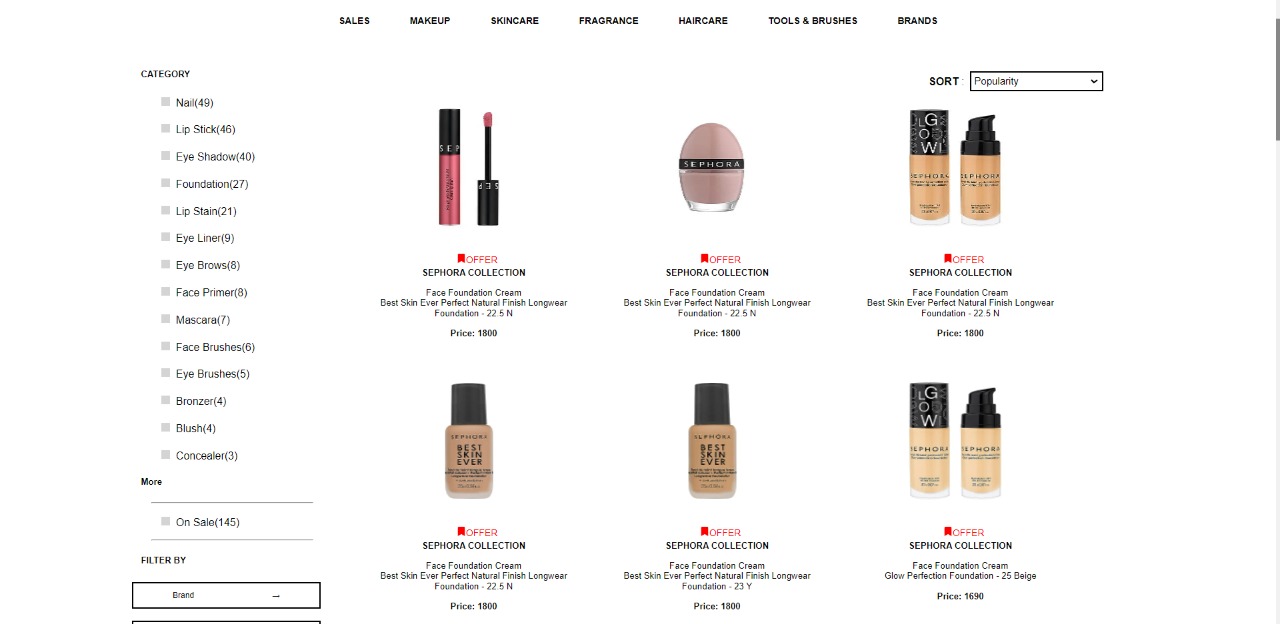 SALES MAKEUP SKINCARE FRAGRANCE HAIRCARE TOOLS & BRUSHES BRANDS
CATEGORY
Nail(49)
Lip Stick(46)
Eye Shadow(40)
Foundation(27)
Lip Stain(21)
Eye Liner(9)
Eye Brows(8)
Face Primer(8)
Mascara(7)
Face Brushes(6)
Eye Brushes(5)
Bronzer(4)
Blush(4)
Concealer(3)
More
On Sale(145)
FILTER BY
Brand →
SORT : Popularity
SEP
SEP
OFFER
SEPHORA COLLECTION
Face Foundation Cream
Best Skin Ever Perfect Natural Finish Longwear
Foundation - 22.5 N
Price: 1800
SEPHORA
OFFER
SEPHORA COLLECTION
Face Foundation Cream
Best Skin Ever Perfect Natural Finish Longwear
Foundation - 22.5 N
Price: 1800
GLOW
SEPHORA
SEPHORA
OFFER
SEPHORA COLLECTION
Face Foundation Cream
Best Skin Ever Perfect Natural Finish Longwear
Foundation - 22.5 N
Price: 1800
SEPHORA
BEST
SKIN
EVER
OFFER
SEPHORA COLLECTION
Face Foundation Cream
Best Skin Ever Perfect Natural Finish Longwear
Foundation - 22.5 N
Price: 1800
SEPHORA
BEST
SKIN
EVER
OFFER
SEPHORA COLLECTION
Face Foundation Cream
Best Skin Ever Perfect Natural Finish Longwear
Foundation - 23 Y
Price: 1800
GLOW
SEPHORA
SEPHORA
OFFER
SEPHORA COLLECTION
Face Foundation Cream
Glow Perfection Foundation - 25 Beige
Price: 1690